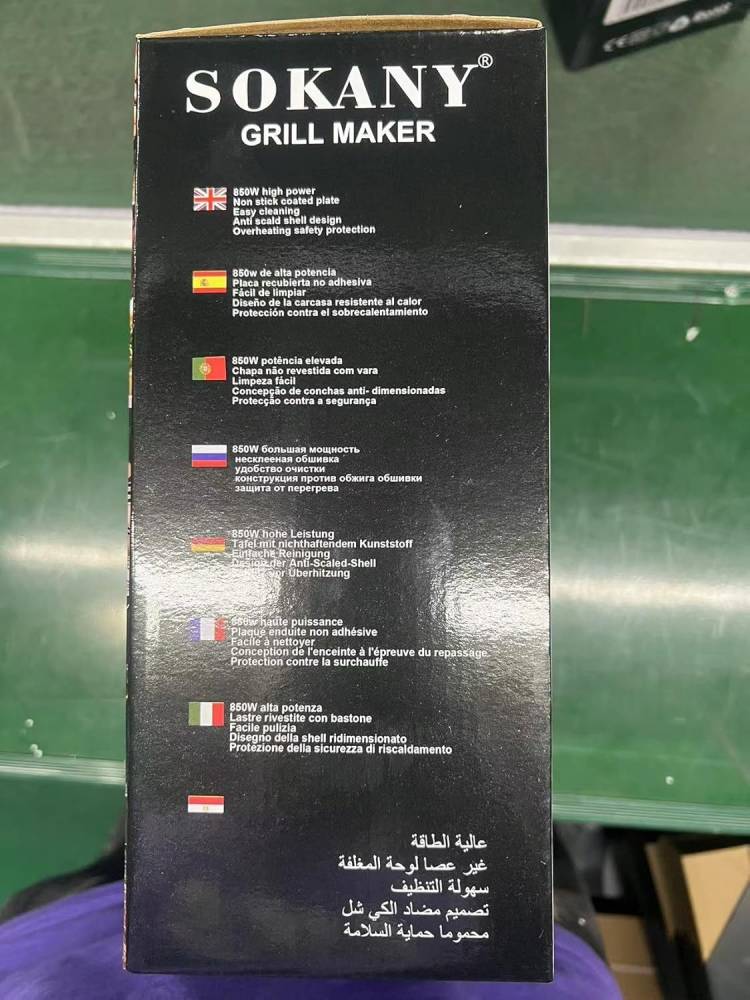 SOKANY®
GRILL MAKER
850W high power
Non stick coated plate
Easy cleaning
Anti scald shell design
Overheating safety protection
850w de alta potencia
Placa recubierta no adhesiva
Fácil de limpiar
Diseño de la carcasa resistente al calor
Protección contra el sobrecalentamiento
850W potência elevada
Chapa não revestida com vara
Limpeza fácil
Concepção de conchas anti- dimensionadas
Protecção contra a segurança
850W большая мощность
несклееная обшивка
удобство очистки
конструкция против обжига обшивки
защита от перегрева
850W hohe Leistung
Tafel mit nichthaftendem Kunststoff
Einfache Reinigung
Design der Anti-Scaled-Shell
vor Überhitzung
850w haute puissance
Plaque enduite non adhésive
Facile à nettoyer
Conception de l'enceinte à l'épreuve du repassage
Protection contre la surchauffe
850W alta potenza
Lastre rivestite con bastone
Facile pulizia
Disegno della shell ridimensionato
Protezione della sicurezza di riscaldamento
عالية الطاقة
غير عصا لوحة المغلفة
سهولة التنظيف
تصميم مضاد الكي شل
محموما حماية السلامة